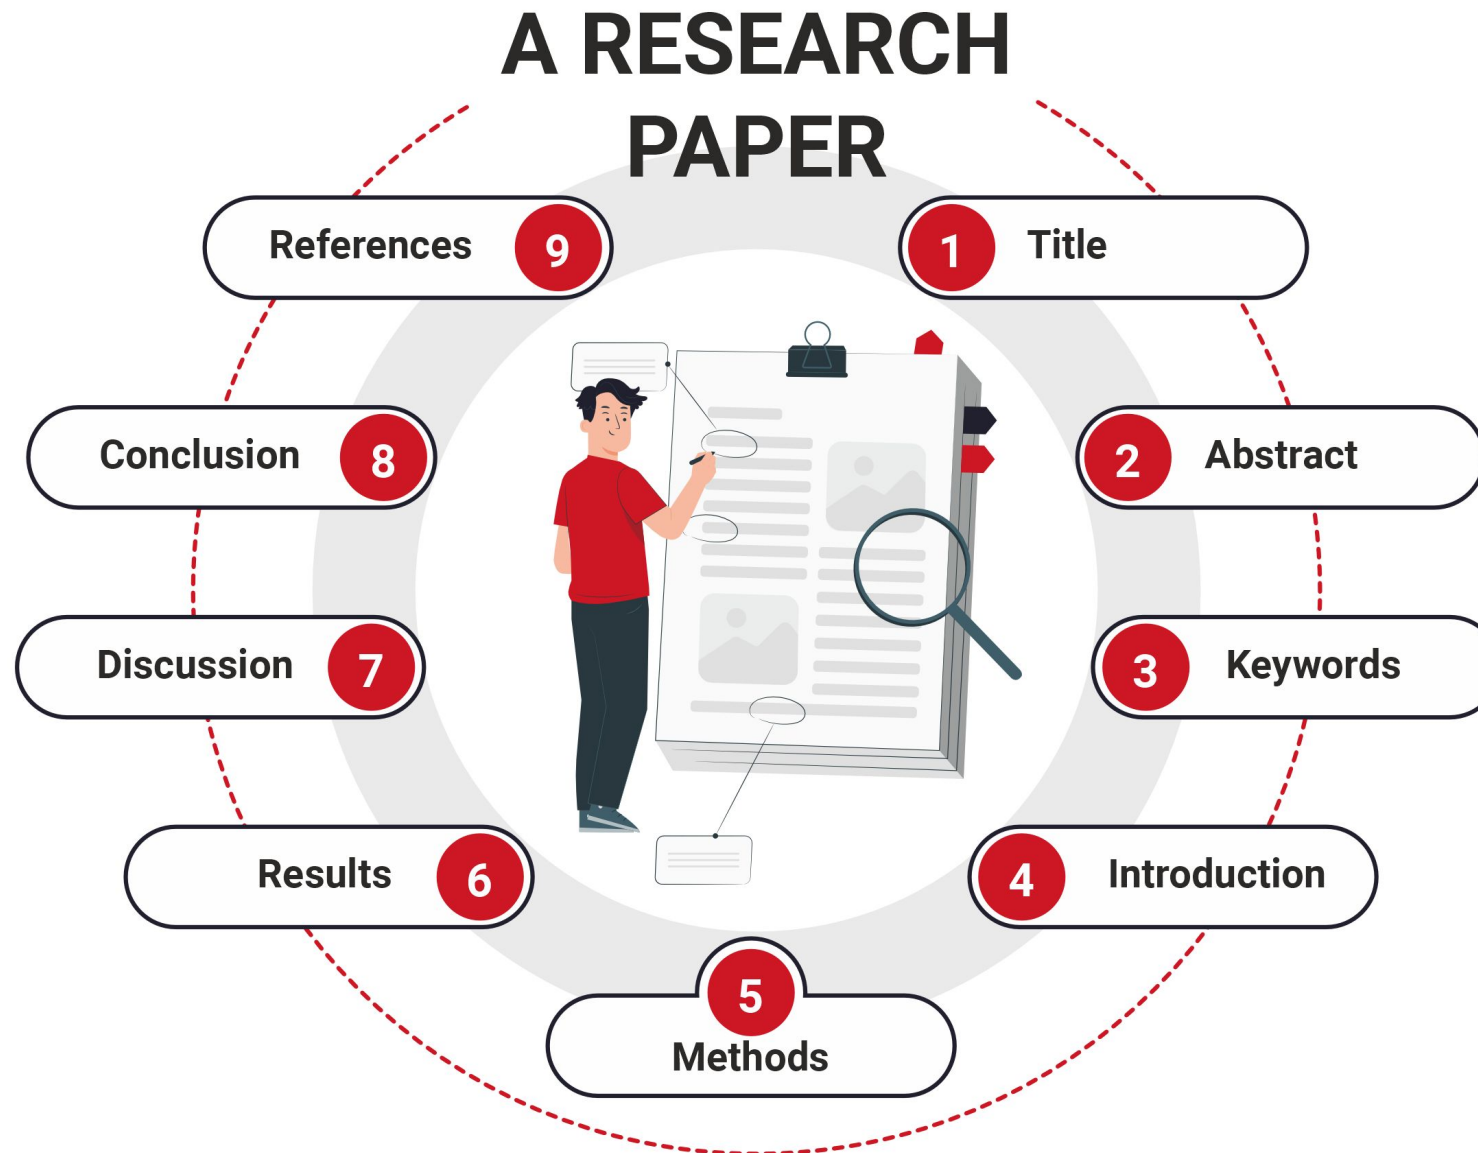 A RESEARCH
PAPER
1 Title
2 Abstract
3 Keywords
4 Introduction
5
Methods
Results 6
Discussion 7
Conclusion 8
References 9